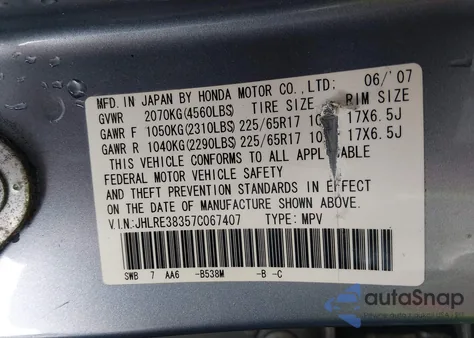 MFD. IN JAPAN BY HONDA MOTOR CO., LTD: 06/'07
GVWR 2070KG(4560LBS) TIRE SIZE RIM SIZE
GAWR F 1050KG(2310LBS) 225/65R17 17X6.5J
GAWR R 1040KG(2290LBS) 225/65R17 17X6.5J
THIS VEHICLE CONFORMS TO ALL
FEDERAL MOTOR VEHICLE SAFETY
AND THEFT PREVENTION STANDARDS IN EFFECT
ON THE DATE OF MANUFACTURE SHOWN ABOVE.
V.I.N:JHLRE38357C067407 TYPE: MPV
SWB 7 AA6 -B538M -B -C
autoSnap